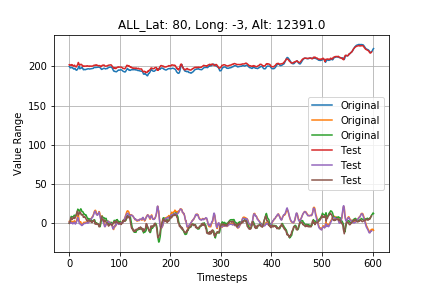 ALL_Lat: 80, Long: -3, Alt: 12391.0
Value Range
200
150
100
50
0
Original
Original
Original
Test
Test
Test
0
100
200
300
400
500
600
Timesteps